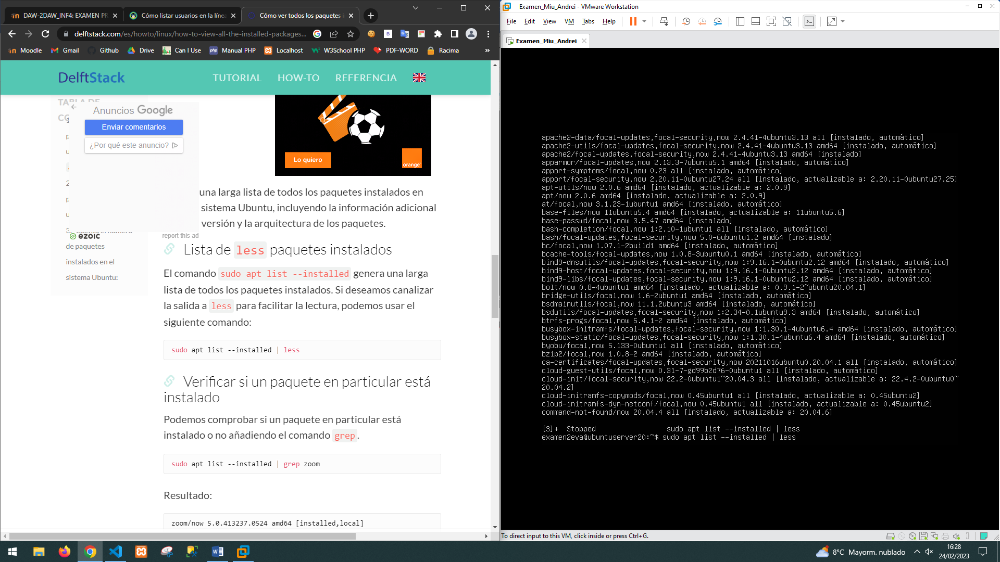 DAW-2DAW_INF4: EXAMEN PR
Cómo listar usuarios en la línea
Cómo ver todos los paquetes i
delftstack.com/es/howto/linux/how-to-view-all-the-installed-packages...
Moodle
Gmail
Github
Drive
Can I Use
Manual PHP
Localhost
W3School PHP
PDF-WORD
Racima
»
DelftStack
TUTORIAL
HOW-TO
REFERENCIA
TABLA DE
Anuncios Google
Enviar comentarios
¿Por qué este anuncio?
Lo quiero
orange
una larga lista de todos los paquetes instalados en
sistema Ubuntu, incluyendo la información adicional
versión y la arquitectura de los paquetes.
report this ad
ezoic
de paquetes
instalados en el
sistema Ubuntu:
Lista de less paquetes instalados
El comando sudo apt list --installed genera una larga
lista de todos los paquetes instalados. Si deseamos canalizar
la salida a less para facilitar la lectura, podemos usar el
siguiente comando:
sudo apt list --installed | less
Verificar si un paquete en particular está
instalado
Podemos comprobar si un paquete en particular está
instalado o no añadiendo el comando grep.
sudo apt list --installed | grep zoom
Resultado:
zoom/now 5.0.413237.0524 amd64 [installed,local]
Examen_Miu_Andrei - VMware Workstation
File Edit View VM Tabs Help
Examen_Miu_Andrei
apache2-data/focal-updates,focal-security,now 2.4.41-4ubuntu3.13 all [instalado, automático]
apache2-utils/focal-updates,focal-security,now 2.4.41-4ubuntu3.13 amd64 [instalado, automático]
apache2/focal-updates,focal-security,now 2.4.41-4ubuntu3.13 amd64 [instalado]
apparmor/focal-updates,now 2.13.3-7ubuntu5.1 amd64 [instalado, automático]
apport-symptoms/focal,now 0.23 all [instalado, automático]
apport/focal-security,now 2.20.11-0ubuntu27.24 all [instalado, actualizable a: 2.20.11-0ubuntu27.25]
apt-utils/now 2.0.6 amd64 [instalado, actualizable a: 2.0.9]
apt/now 2.0.6 amd64 [instalado, actualizable a: 2.0.9]
at/focal,now 3.1.23-1ubuntu1 amd64 [instalado, automático]
base-files/now 11ubuntu5.4 amd64 [instalado, actualizable a: 11ubuntu5.6]
base-passwd/focal,now 3.5.47 amd64 [instalado]
bash-completion/focal,now 1:2.10-1ubuntu1 all [instalado, automático]
bash/focal-updates,focal-security,now 5.0-6ubuntu1.2 amd64 [instalado]
bc/focal,now 1.07.1-2build1 amd64 [instalado, automático]
bcache-tools/focal-updates,now 1.0.8-3ubuntu0.1 amd64 [instalado, automático]
bind9-dnsutils/focal-updates,focal-security,now 1:9.16.1-0ubuntu2.12 amd64 [instalado, automático]
bind9-host/focal-updates,focal-security,now 1:9.16.1-0ubuntu2.12 amd64 [instalado, automático]
bind9-libs/focal-updates,focal-security,now 1:9.16.1-0ubuntu2.12 amd64 [instalado, automático]
bolt/now 0.8-4ubuntu1 amd64 [instalado, actualizable a: 0.9.1-2~ubuntu20.04.1]
bridge-utils/focal,now 1.6-2ubuntu1 amd64 [instalado, automático]
bsdmainutils/focal,now 11.1.2ubuntu3 amd64 [instalado, automático]
bsdutils/focal-updates,focal-security,now 1:2.34-0.1ubuntu9.3 amd64 [instalado, automático]
btrfs-progs/focal,now 5.4.1-2 amd64 [instalado, automático]
busybox-initramfs/focal-updates,focal-security,now 1:1.30.1-4ubuntu6.4 amd64 [instalado, automático]
busybox-static/focal-updates,focal-security,now 1:1.30.1-4ubuntu6.4 amd64 [instalado, automático]
byobu/focal,now 5.133-0ubuntu1 all [instalado, automático]
bzip2/focal,now 1.0.8-2 amd64 [instalado, automático]
ca-certificates/focal-updates,focal-security,now 20211016ubuntu0.20.04.1 all [instalado, automático]
cloud-guest-utils/focal,now 0.31-7-gd99b2d76-0ubuntu1 all [instalado, automático]
cloud-init/focal-security,now 22.2-0ubuntu1~20.04.3 all [instalado, actualizable a: 22.4.2-0ubuntu0~
20.04.2]
cloud-initramfs-copymods/focal,now 0.45ubuntu1 all [instalado, actualizable a: 0.45ubuntu2]
cloud-initramfs-dyn-netconf/focal,now 0.45ubuntu1 all [instalado, actualizable a: 0.45ubuntu2]
command-not-found/now 20.04.4 all [instalado, actualizable a: 20.04.6]
[3]+ Stopped sudo apt list --installed | less
examen2eva@ubuntuserver20:~$ sudo apt list --installed | less
To direct input to this VM, click inside or press Ctrl+G.
8°C Mayorm. nublado
16:28
24/02/2023